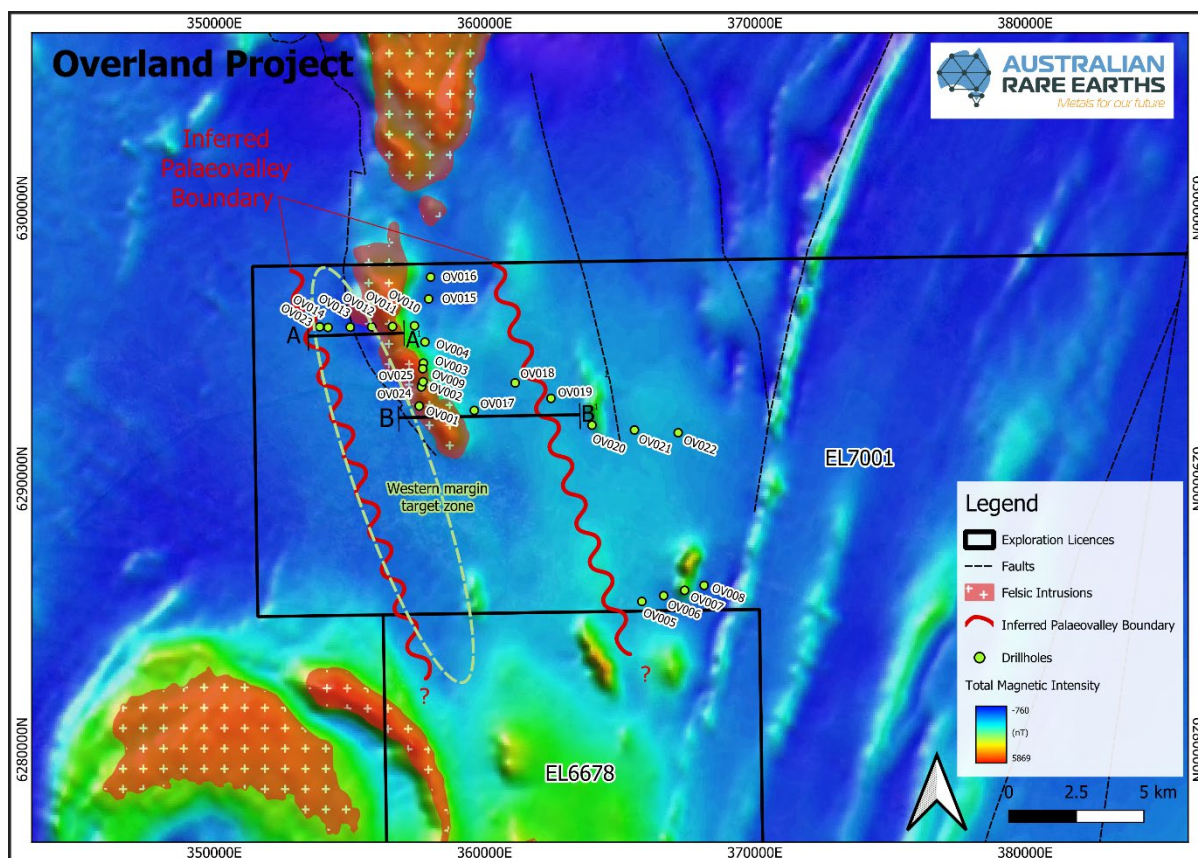 350000E
360000E
370000E
380000E
Overland Project
AUSTRALIAN
RARE EARTHS
Metals for our future
Inferred
Palaeovalley
Boundary
6300000N
6300000N
OV016
OV015
OV010
OV011
OV012
OV013
OV014
OV023
A
A'
OV004
OV003
OV025
OV009
OV018
OV002
OV024
OV019
OV001
OV017
B
B'
OV020
OV021
OV022
EL7001
6290000N
6290000N
Western margin
target zone
OV008
OV007
OV006
OV005
?
?
EL6678
6280000N
6280000N
Legend
Exploration Licences
Faults
Felsic Intrusions
Inferred Palaeovalley Boundary
Drillholes
Total Magnetic Intensity
-760
(nT)
5869
0
2.5
5 km
350000E
360000E
370000E
380000E